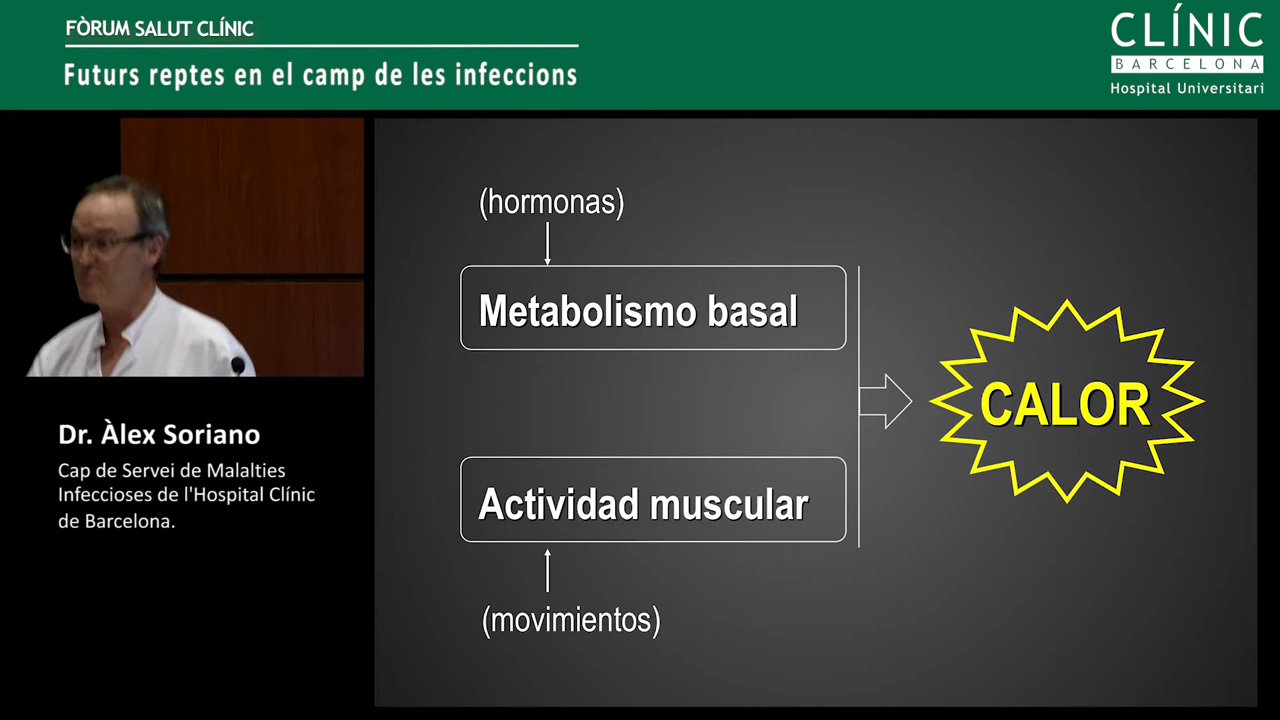 FÒRUM SALUT CLÍNIC
Futurs reptes en el camp de les infeccions
CLÍNIC
BARCELONA
Hospital Universitari
(hormonas)
Metabolismo basal
CALOR
Actividad muscular
(movimientos)
Dr. Àlex Soriano
Cap de Servei de Malalties
Infeccioses de l'Hospital Clínic
de Barcelona.